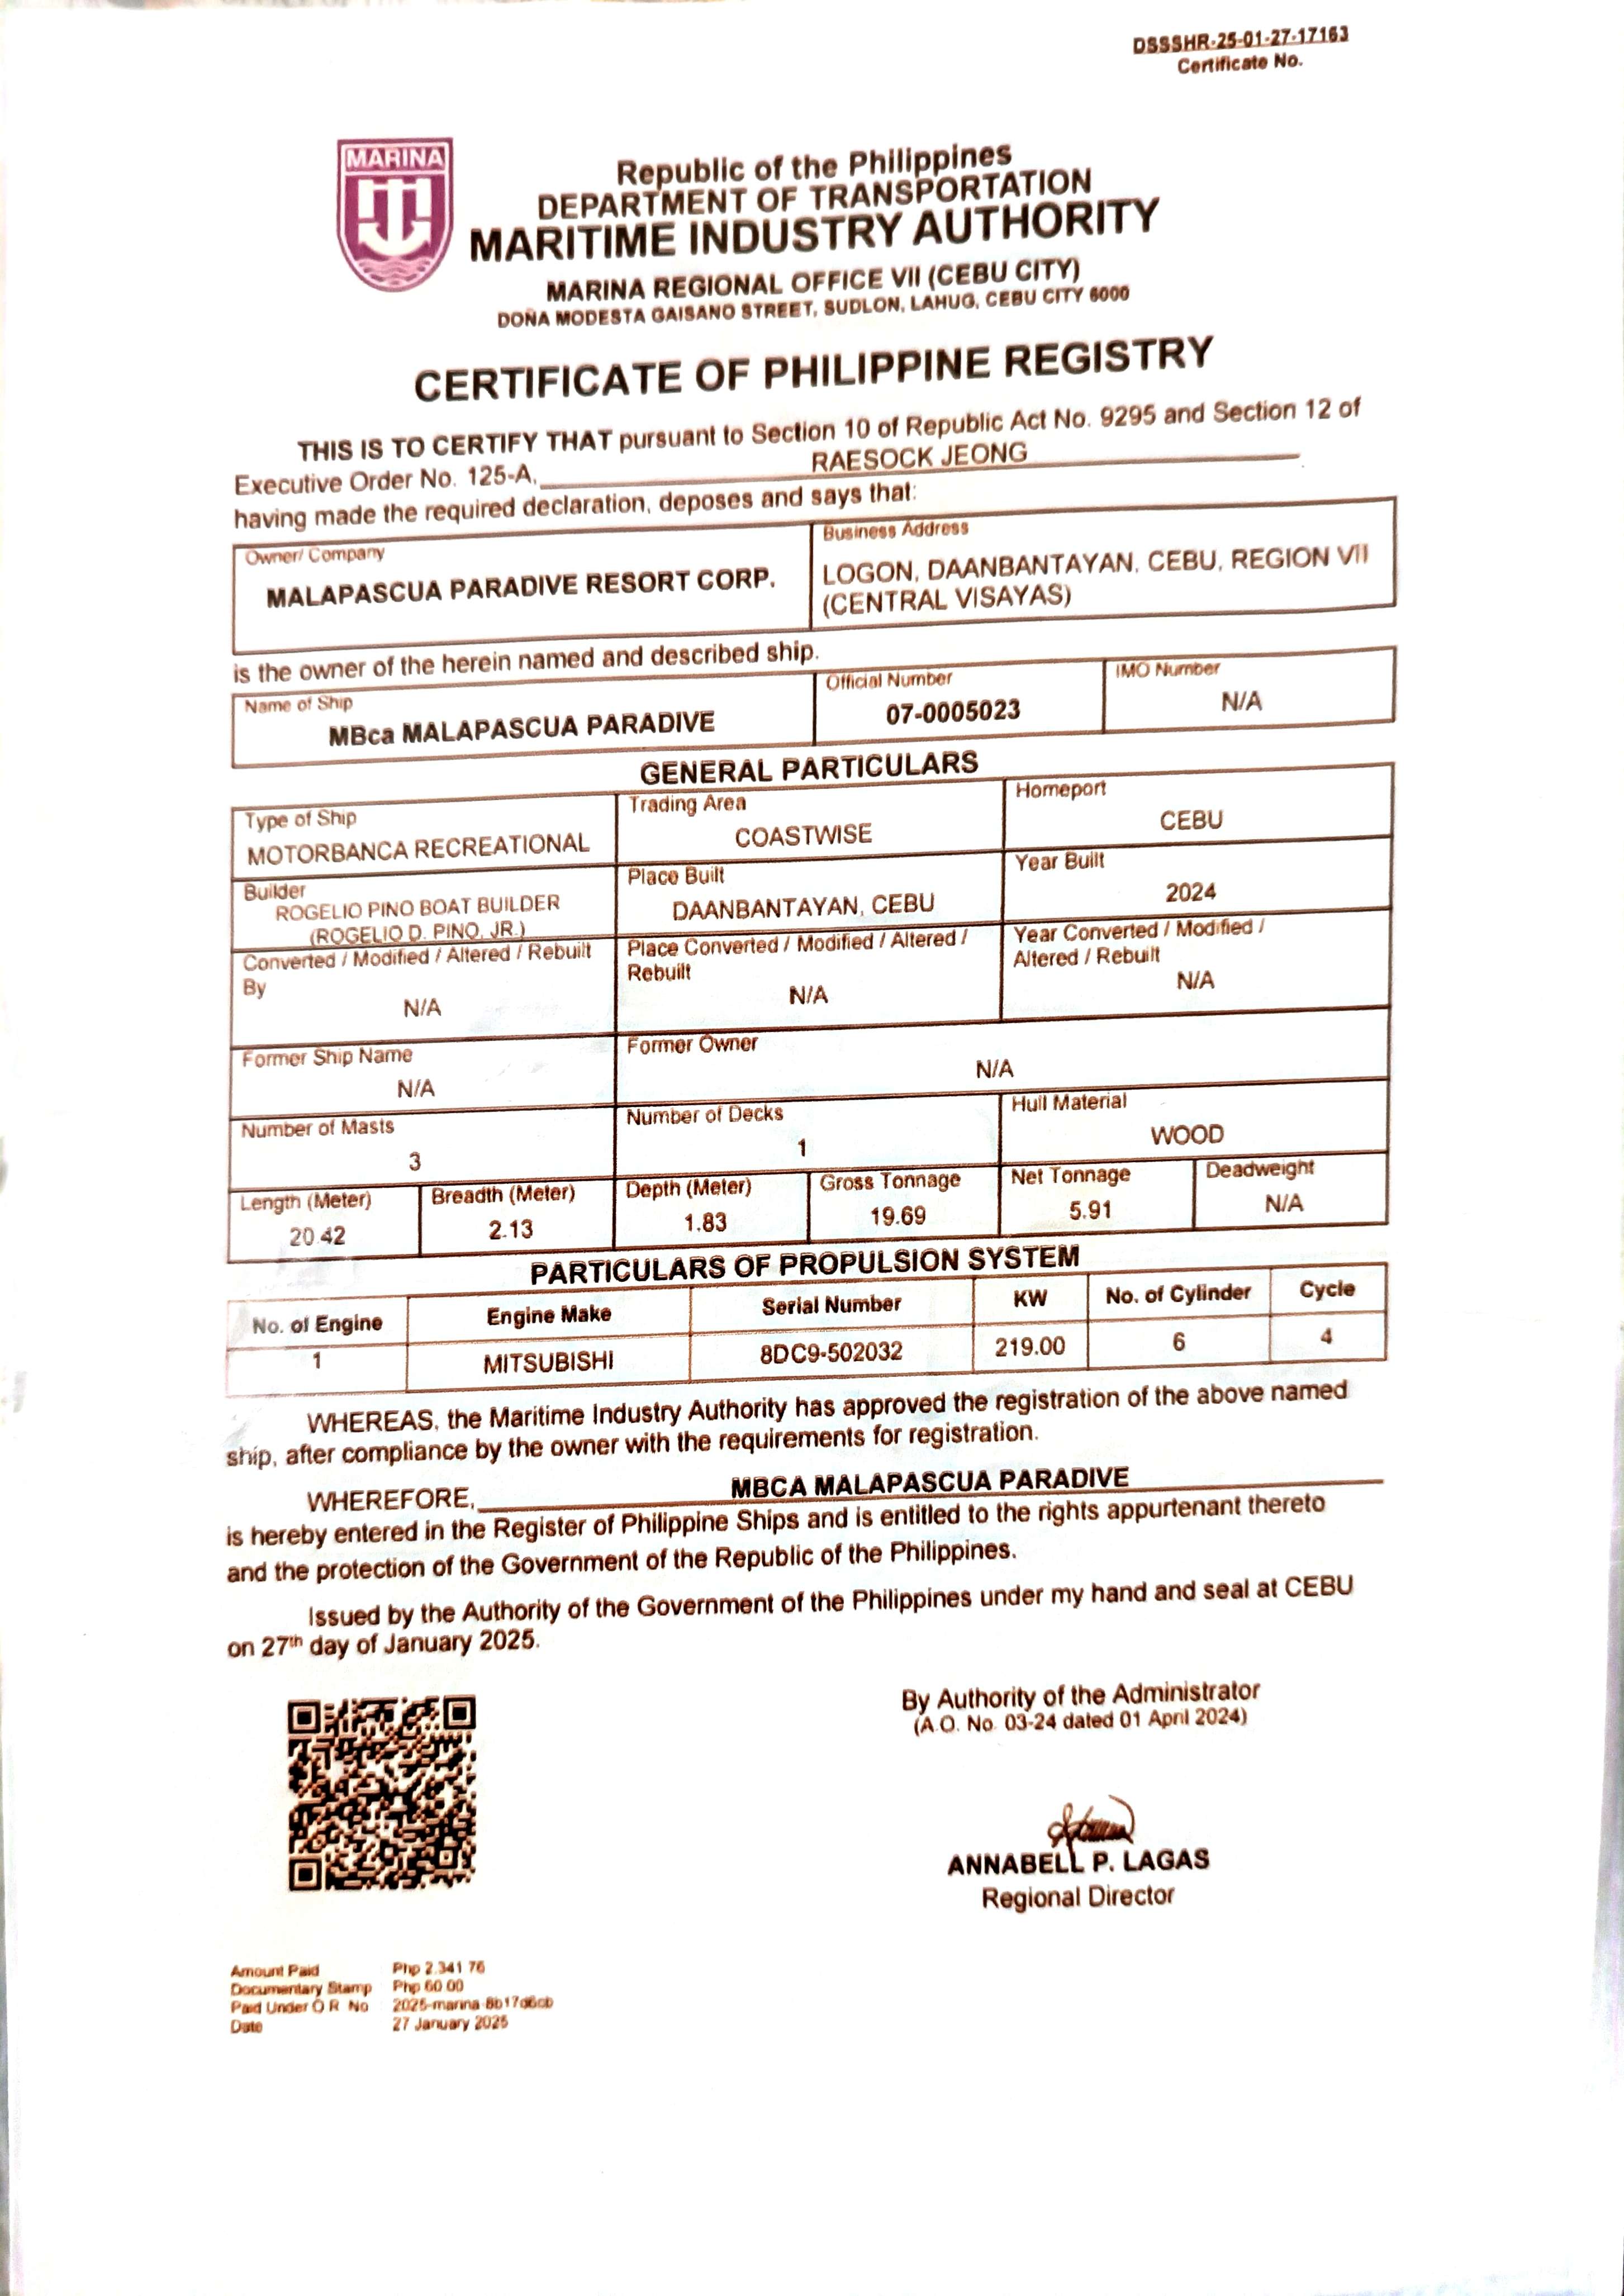 DSSSHR-25-01-27-17163
Certificate No.
MARINA
Republic of the Philippines
DEPARTMENT OF TRANSPORTATION
MARITIME INDUSTRY AUTHORITY
MARINA REGIONAL OFFICE VII (CEBU CITY)
DOÑA MODESTA GAISANO STREET, SUDLON, LAHUG, CEBU CITY 6000
CERTIFICATE OF PHILIPPINE REGISTRY
THIS IS TO CERTIFY THAT pursuant to Section 10 of Republic Act No. 9295 and Section 12 of
Executive Order No. 125-A, RAESOCK JEONG
having made the required declaration, deposes and says that:
Owner/ Company
MALAPASCUA PARADIVE RESORT CORP.
Business Address
LOGON, DAANBANTAYAN, CEBU, REGION VII
(CENTRAL VISAYAS)
is the owner of the herein named and described ship.
Name of Ship
MBca MALAPASCUA PARADIVE
Official Number
07-0005023
IMO Number
N/A
GENERAL PARTICULARS
Type of Ship
MOTORBANCA RECREATIONAL
Trading Area
COASTWISE
Homeport
CEBU
Builder
ROGELIO PINO BOAT BUILDER
(ROGELIO D. PINO, JR.)
Place Built
DAANBANTAYAN, CEBU
Year Built
2024
Converted / Modified / Altered / Rebuilt
By
N/A
Place Converted / Modified / Altered /
Rebuilt
N/A
Year Converted / Modified /
Altered / Rebuilt
N/A
Former Ship Name
N/A
Former Owner
N/A
Number of Masts
3
Number of Decks
1
Hull Material
WOOD
Length (Meter)
20.42
Breadth (Meter)
2.13
Depth (Meter)
1.83
Gross Tonnage
19.69
Net Tonnage
5.91
Deadweight
N/A
PARTICULARS OF PROPULSION SYSTEM
No. of Engine Engine Make Serial Number KW No. of Cylinder Cycle
1 MITSUBISHI 8DC9-502032 219.00 6 4
WHEREAS, the Maritime Industry Authority has approved the registration of the above named
ship, after compliance by the owner with the requirements for registration.
WHEREFORE, MBCA MALAPASCUA PARADIVE
is hereby entered in the Register of Philippine Ships and is entitled to the rights appurtenant thereto
and the protection of the Government of the Republic of the Philippines.
Issued by the Authority of the Government of the Philippines under my hand and seal at CEBU
on 27th day of January 2025.
By Authority of the Administrator
(A.O. No. 03-24 dated 01 April 2024)
ANNABELL P. LAGAS
Regional Director
Amount Paid Php 2,341.76
Documentary Stamp Php 60.00
Paid Under O.R. No 2025-marina-8b17d6cb
Date 27 January 2025